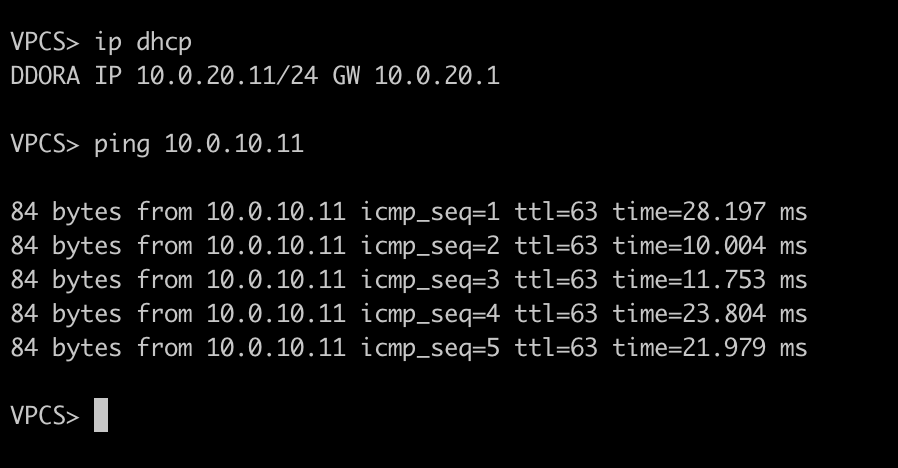 VPCS> ip dhcp
DDORA IP 10.0.20.11/24 GW 10.0.20.1
VPCS> ping 10.0.10.11
84 bytes from 10.0.10.11 icmp_seq=1 ttl=63 time=28.197 ms
84 bytes from 10.0.10.11 icmp_seq=2 ttl=63 time=10.004 ms
84 bytes from 10.0.10.11 icmp_seq=3 ttl=63 time=11.753 ms
84 bytes from 10.0.10.11 icmp_seq=4 ttl=63 time=23.804 ms
84 bytes from 10.0.10.11 icmp_seq=5 ttl=63 time=21.979 ms
VPCS>